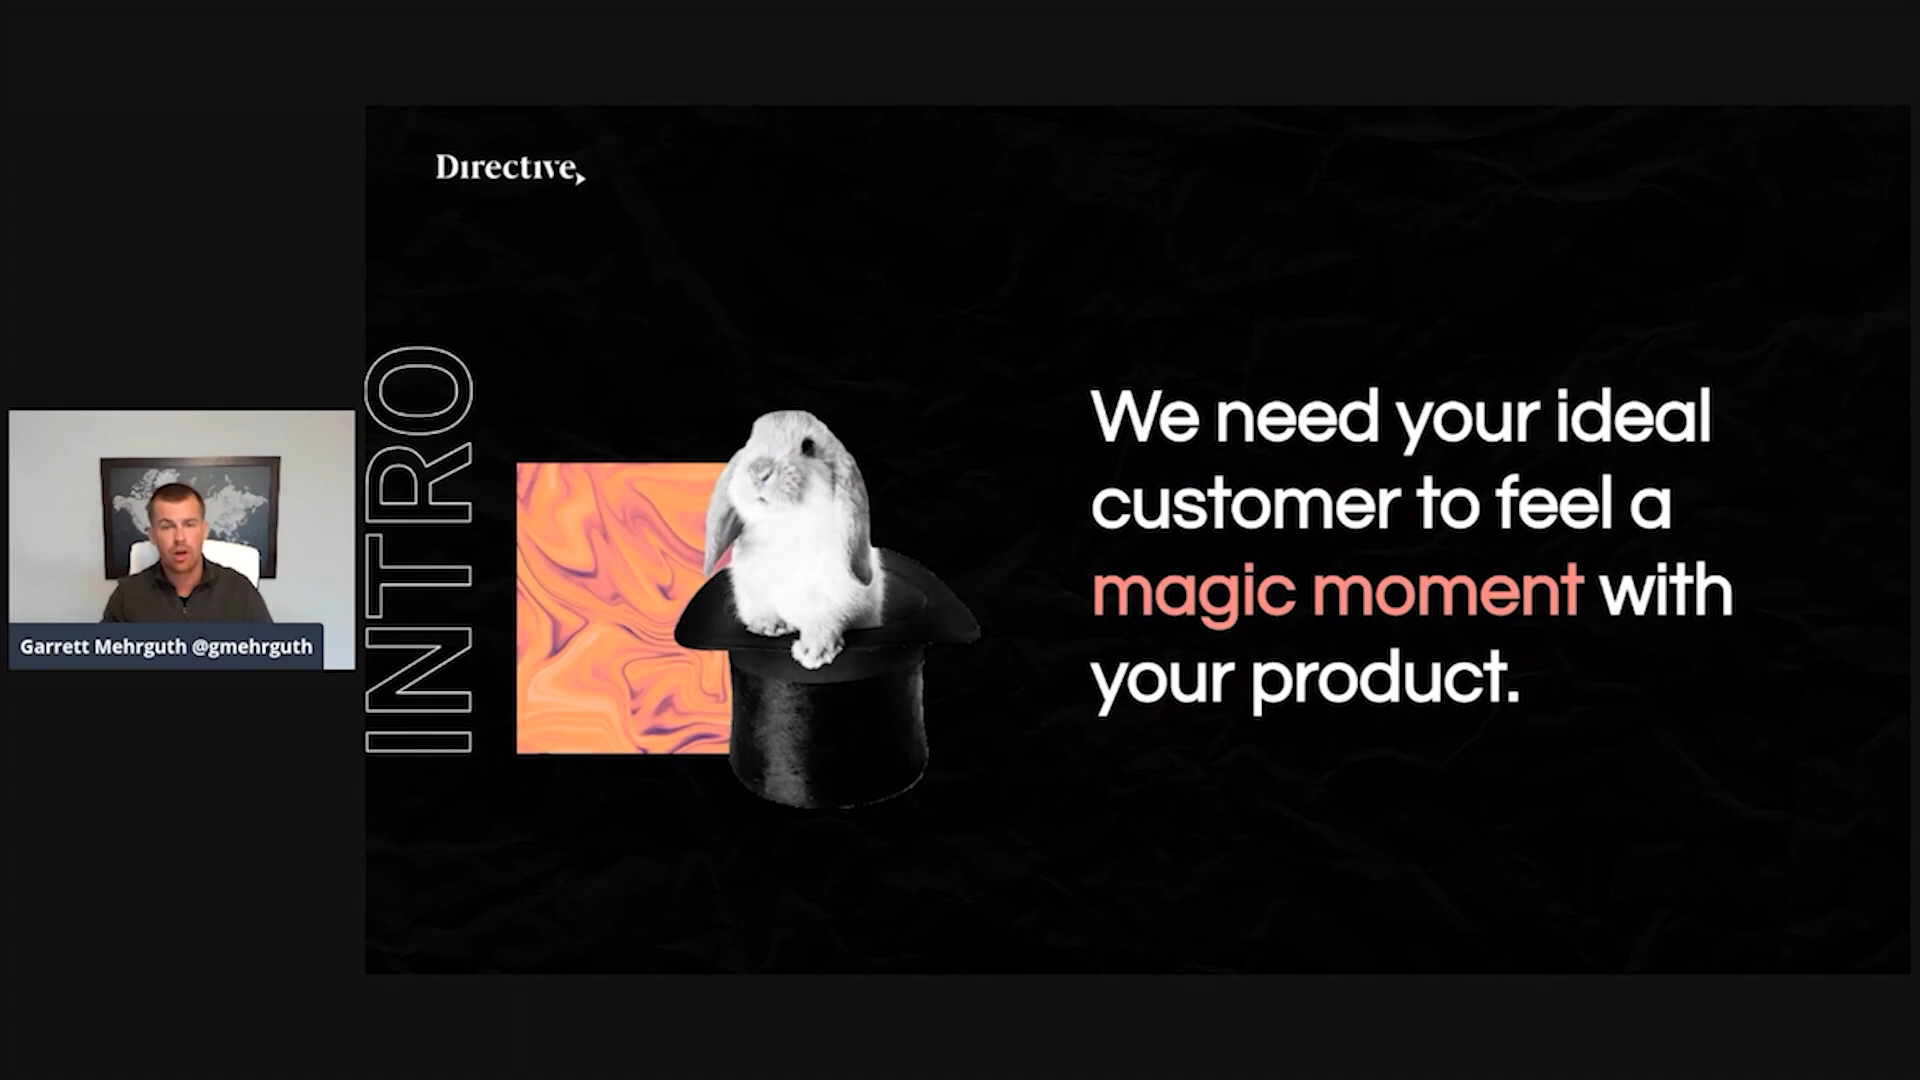 Directive
INTRO
We need your ideal
customer to feel a
magic moment with
your product.
Garrett Mehrguth @gmehrguth